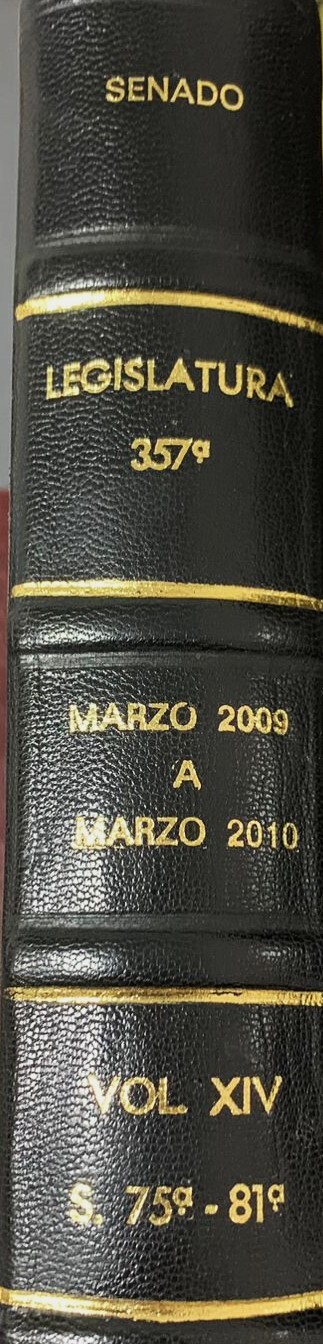 SENADO
LEGISLATURA
357ª
MARZO 2009
A
MARZO 2010
VOL XIV
S. 75ª - 81ª